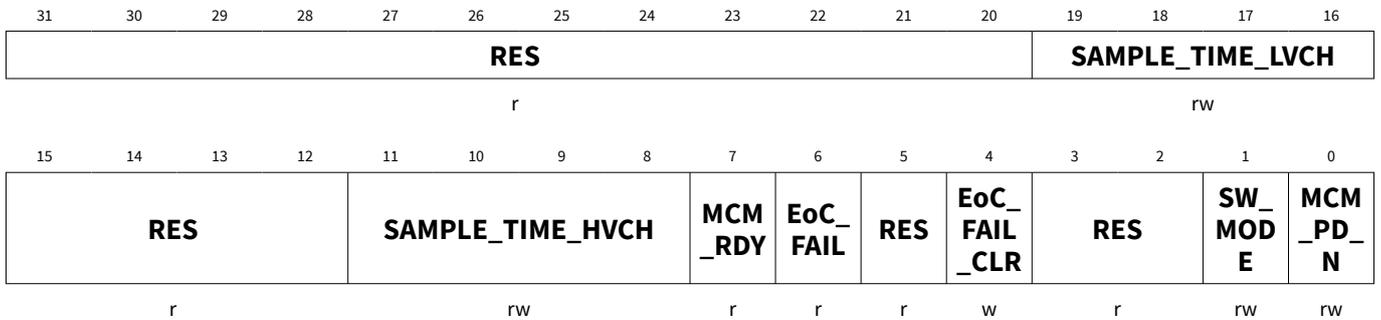 31 30 29 28 27 26 25 24 23 22 21 20 19 18 17 16
RES SAMPLE_TIME_LVCH
r rw
15 14 13 12 11 10 9 8 7 6 5 4 3 2 1 0
RES SAMPLE_TIME_HVCH MCM _RDY EoC_ FAIL RES EoC_ FAIL _CLR RES SW_ MOD E MCM _PD_ N
r rw r r r w r rw rw